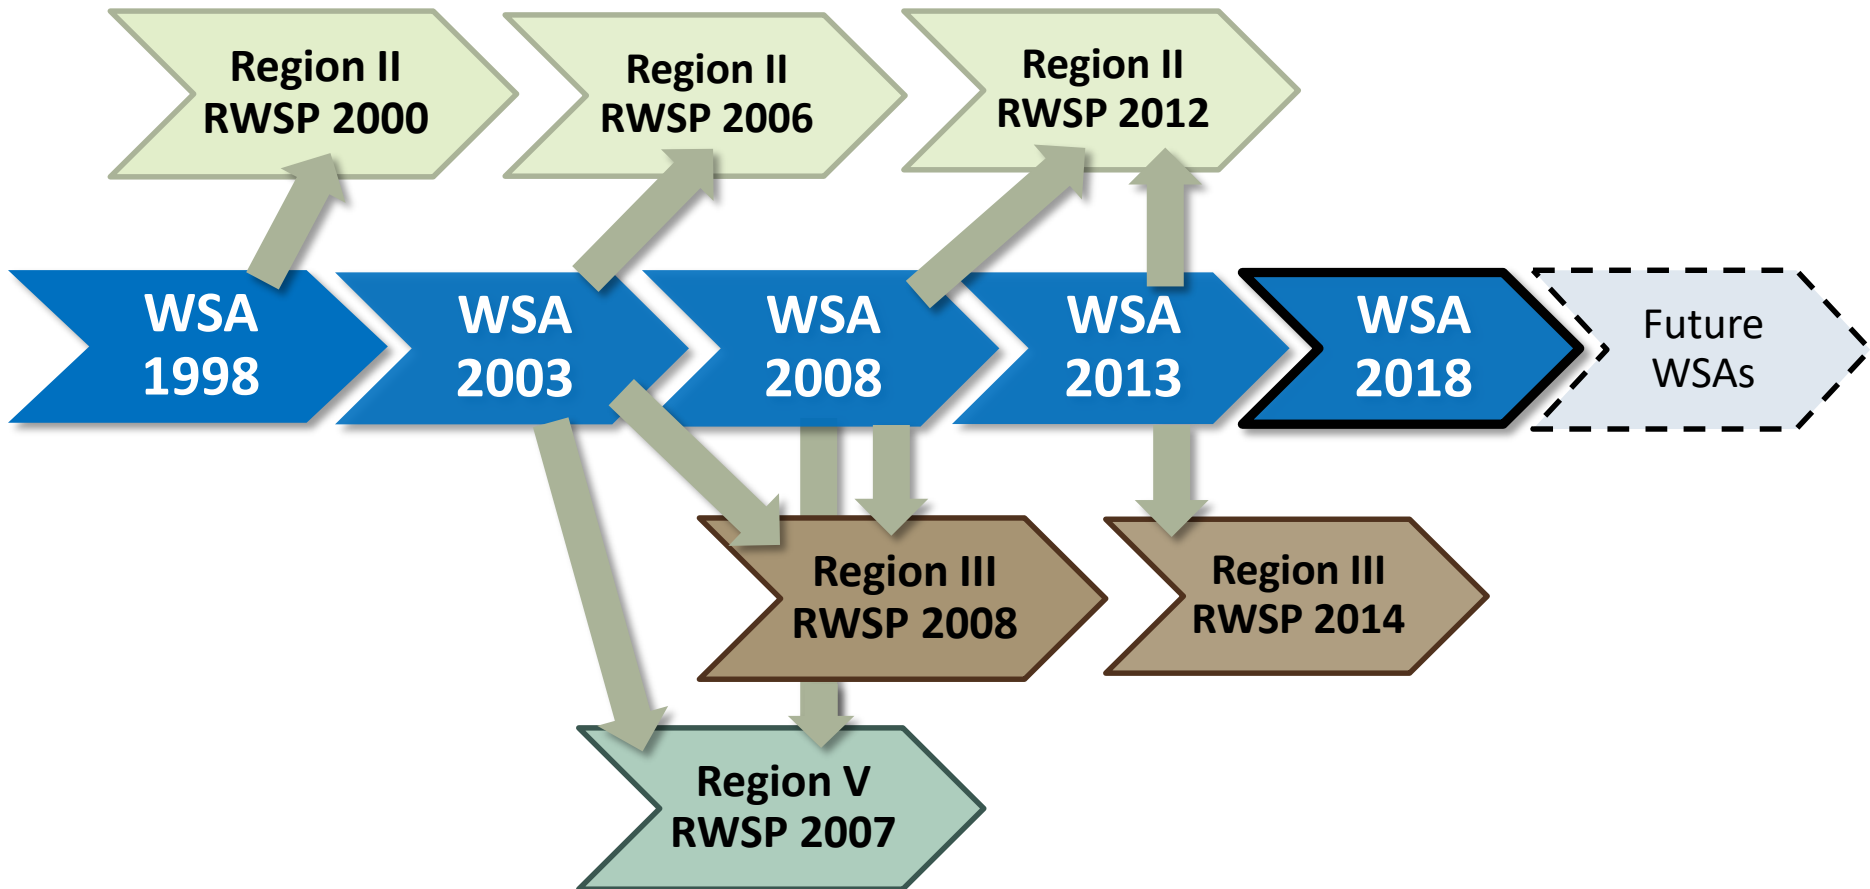 Region II
RWSP 2000
Region II
RWSP 2006
Region II
RWSP 2012
WSA
1998
WSA
2003
WSA
2008
WSA
2013
WSA
2018
Future
WSAs
Region III
RWSP 2008
Region III
RWSP 2014
Region V
RWSP 2007